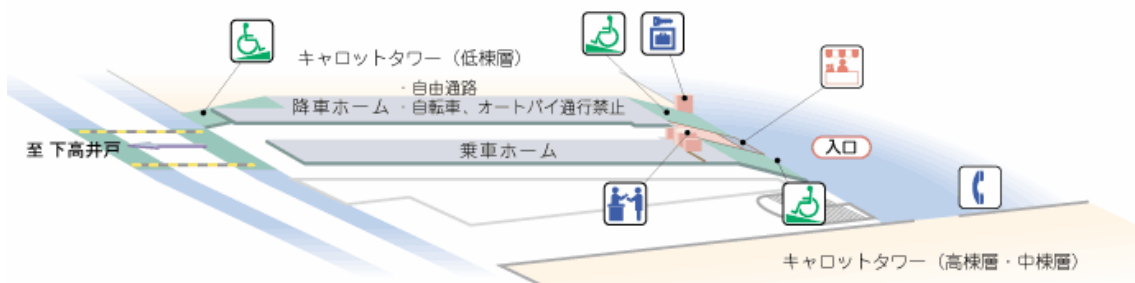 キャロットタワー（低棟層）
・自由通路
降車ホーム ・自転車、オートバイ通行禁止
至 下高井戸
乗車ホーム
入口
キャロットタワー（高棟層・中棟層）